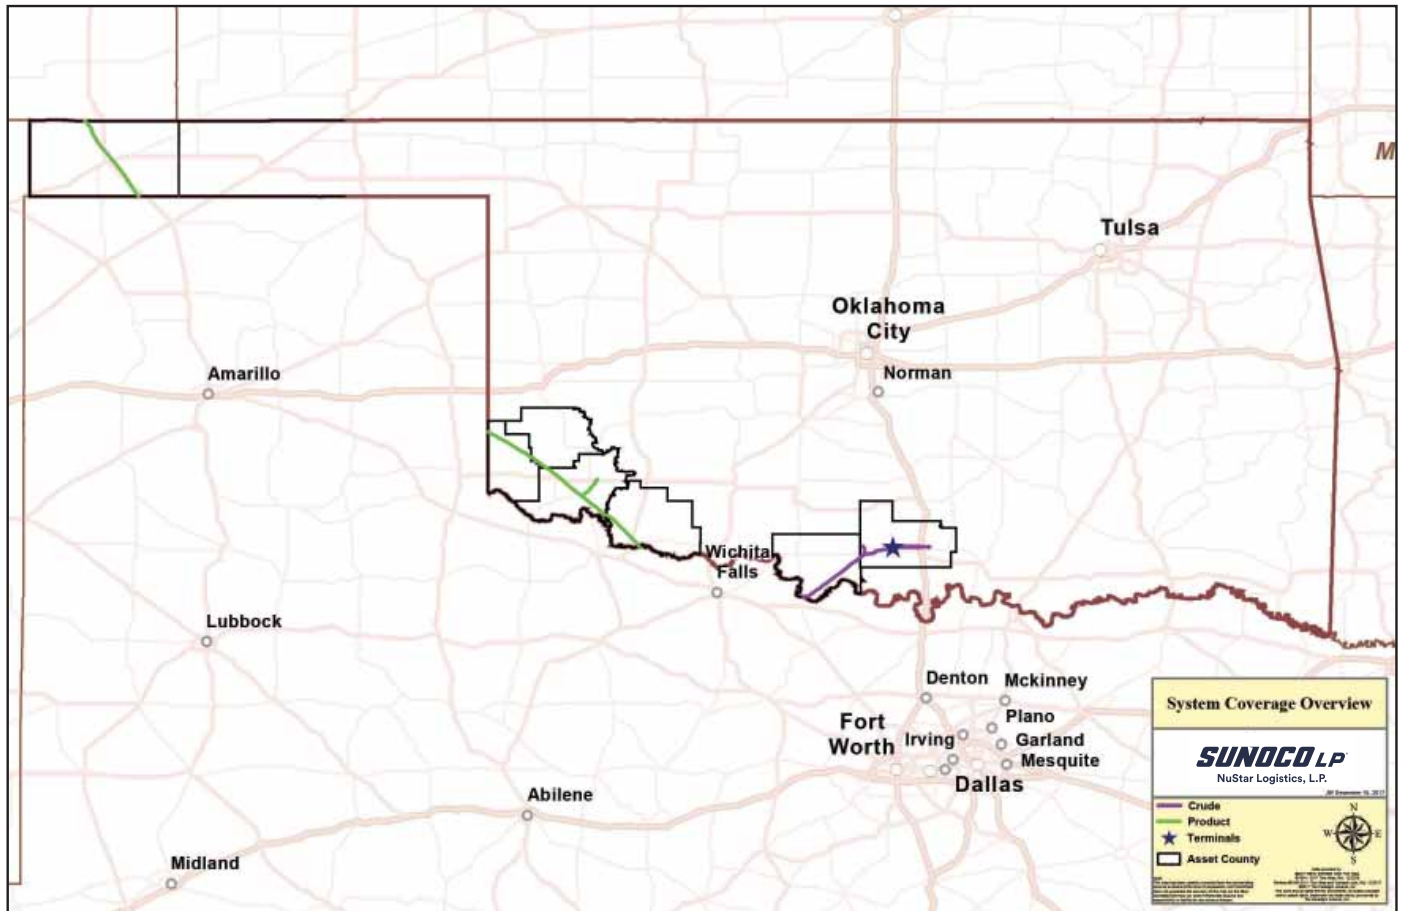 M
Tulsa
Oklahoma
City
Norman
Amarillo
Wichita
Falls
Lubbock
Denton
Mckinney
Plano
Fort
Worth
Irving
Garland
Mesquite
Dallas
Abilene
Midland
System Coverage Overview
SUNOCO LP
NuStar Logistics, L.P.
Crude
Product
Terminals
Asset County
N
W
E
S